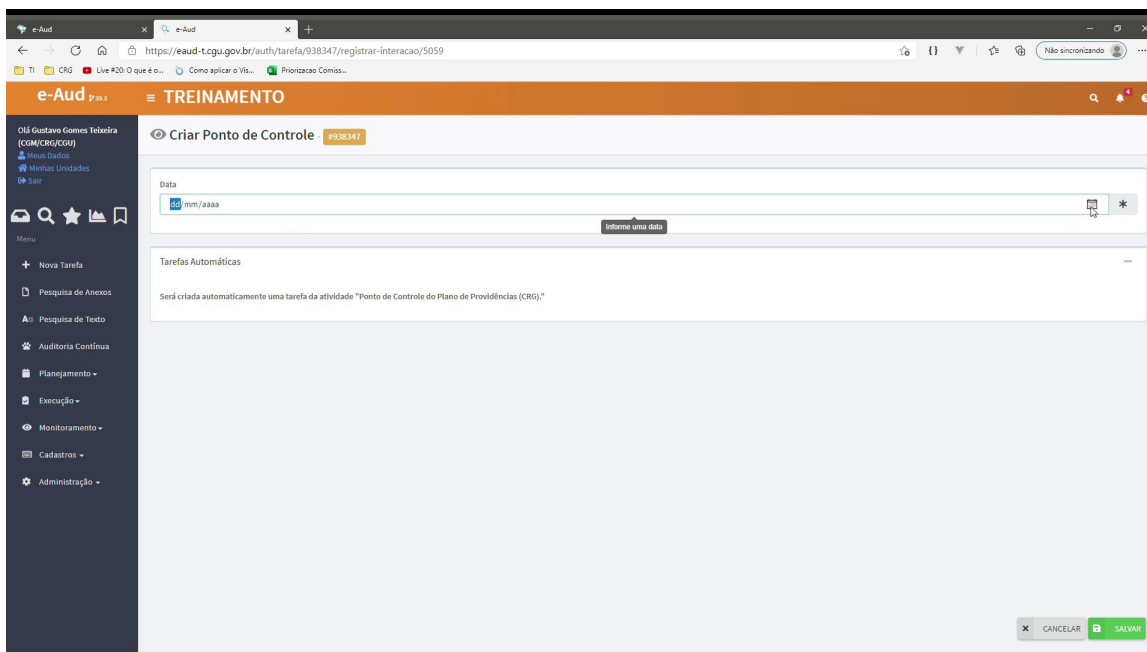 e-Aud
e-Aud
https://eaud-t.cgu.gov.br/auth/tarefa/938347/registrar-interacao/5059
Não sincronizando
TI
CRG
Live #20: O que é o...
Como aplicar o Vis...
Priorizacao Comiss...
e-Aud
TREINAMENTO
4
Olá Gustavo Gomes Teixeira
(CGM/CRG/CGU)
Meus Dados
Minhas Unidades
Sair
Criar Ponto de Controle - #938347
Data
dd/mm/aaaa
Informe uma data
Menu
Nova Tarefa
Pesquisa de Anexos
Pesquisa de Texto
Auditoria Contínua
Planejamento
Execução
Monitoramento
Cadastros
Administração
Tarefas Automáticas
Será criada automaticamente uma tarefa da atividade "Ponto de Controle do Plano de Providências (CRG)."
CANCELAR
SALVAR